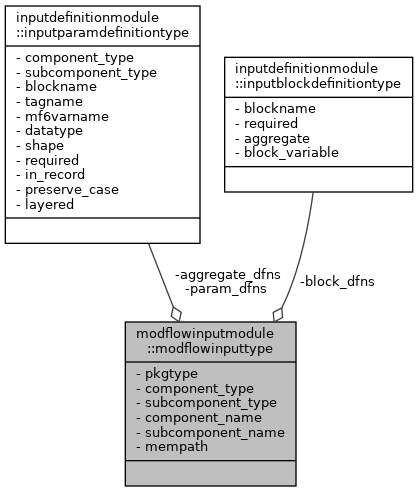 inputdefinitionmodule
::inputparamdefinitiontype
- component_type
- subcomponent_type
- blockname
- tagname
- mf6varname
- datatype
- shape
- required
- in_record
- preserve_case
- layered
inputdefinitionmodule
::inputblockdefinitiontype
- blockname
- required
- aggregate
- block_variable
-aggregate_dfns
-param_dfns
-block_dfns
modflowinputmodule
::modflowinputtype
- pkgtype
- component_type
- subcomponent_type
- component_name
- subcomponent_name
- mempath